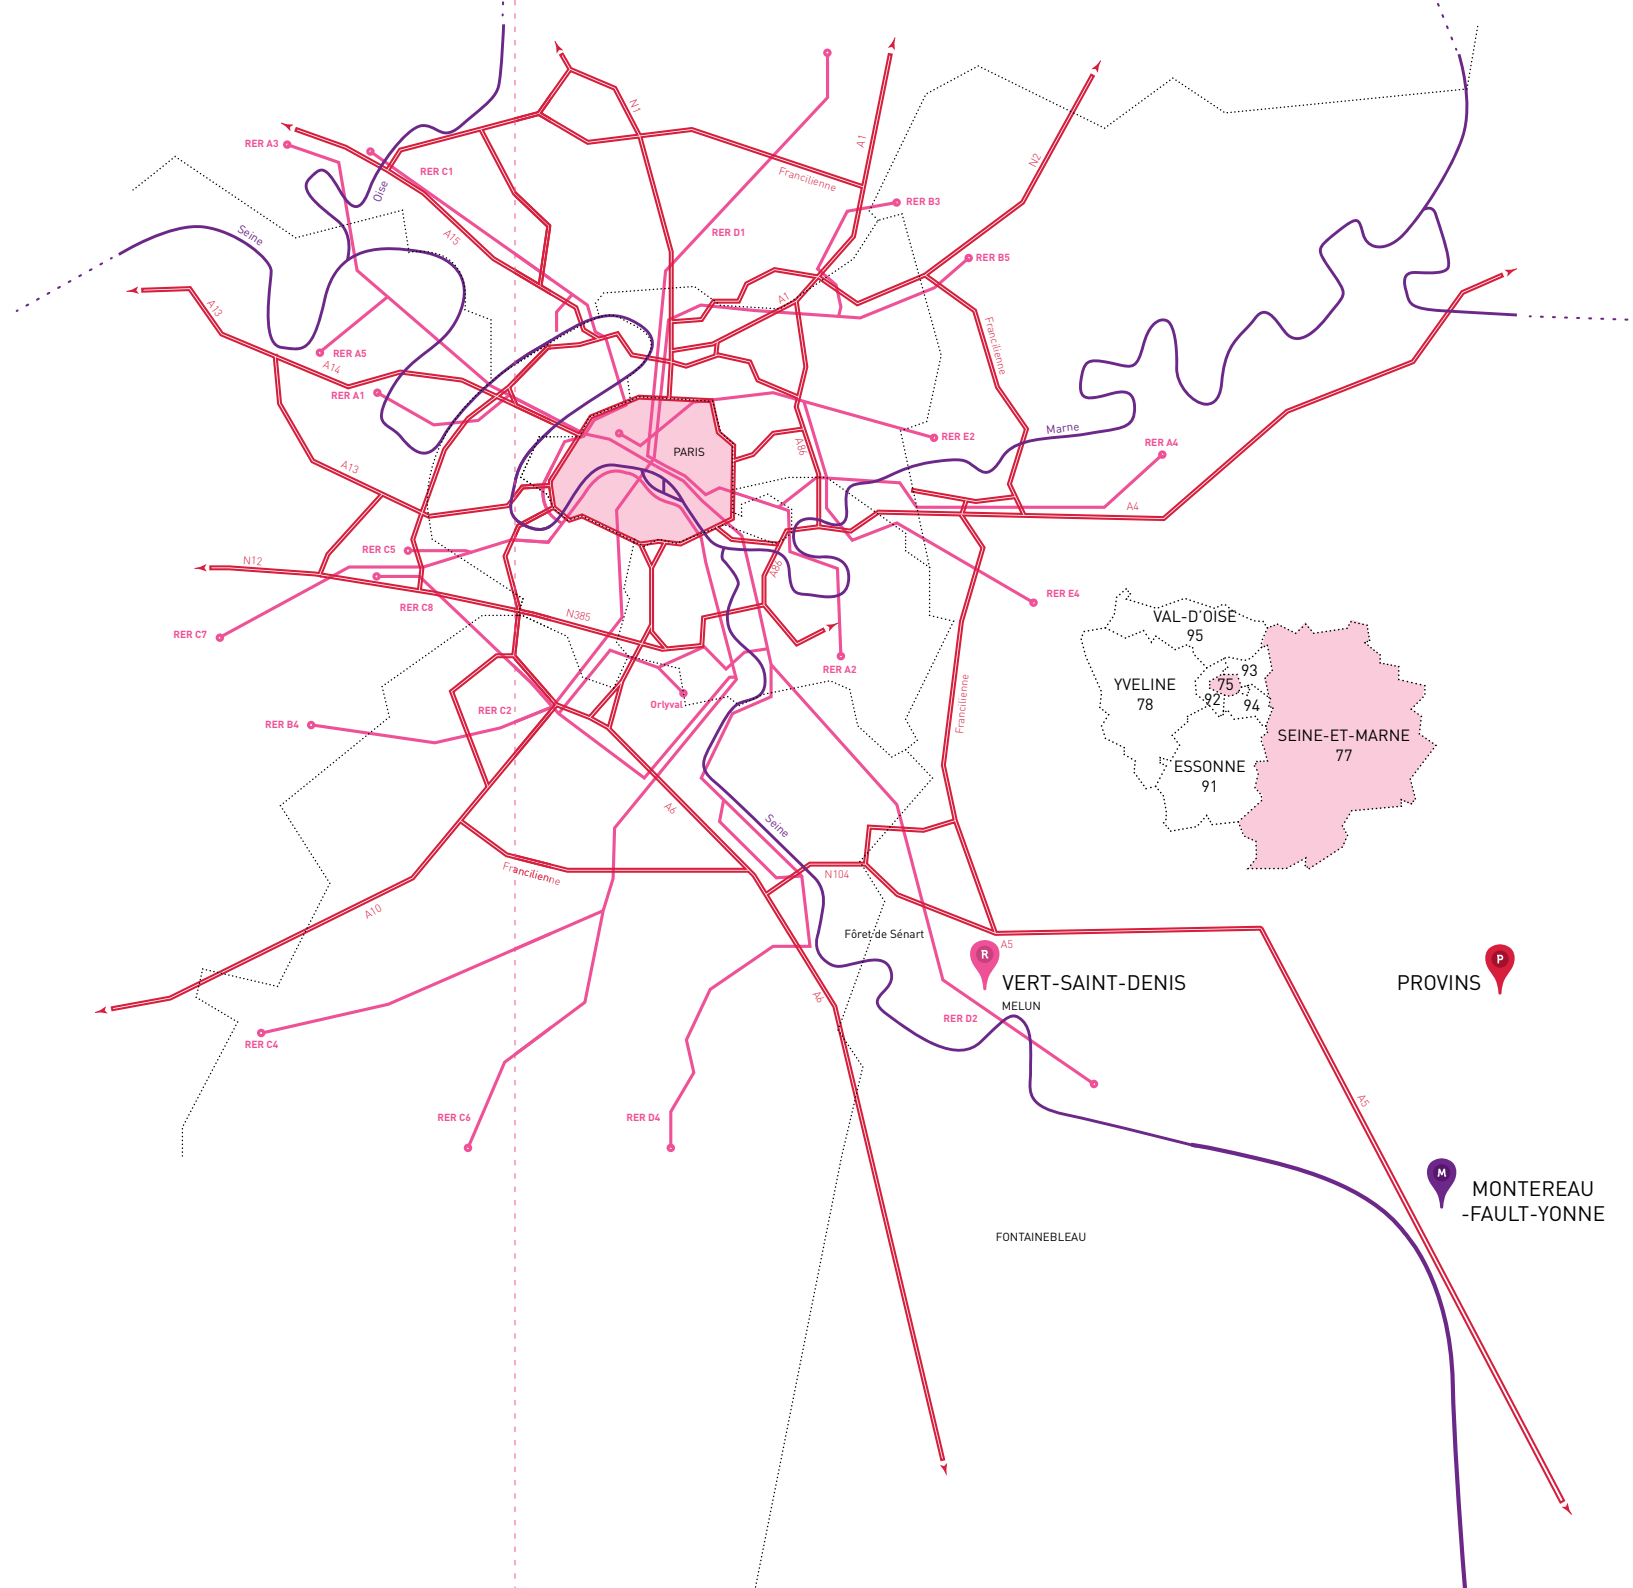 N1
A1
RER A3
RER C1
Oise
Francilienne
N2
RER B3
Seine
A15
RER D1
RER B5
A13
A1
Francilienne
RER A5
A14
RER A1
Marne
RER E2
RER A4
A86
PARIS
A13
A4
RER C5
N12
A86
RER E4
RER C8
N385
RER C7
RER A2
Orlyval
RER C2
RER B4
Francilienne
A6
Seine
Francilienne
N104
A10
Fôret de Sénart
A5
R
VERT-SAINT-DENIS
P
PROVINS
A6
MELUN
RER D2
RER C4
A5
RER C6
RER D4
M
MONTEREAU
-FAULT-YONNE
FONTAINEBLEAU
VAL-D'OISE
95
93
YVELINE
78
75
92
94
SEINE-ET-MARNE
77
ESSONNE
91